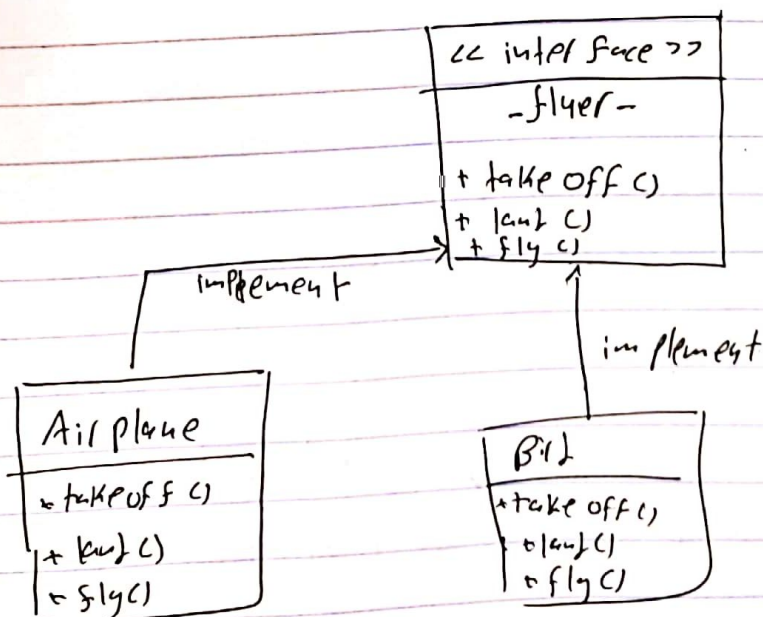 << interface >>
-flyer-
+ take off ()
+ land ()
+ fly ()
implement
implement
Airplane
+ takeoff ()
+ land ()
+ fly()
Bird
+ take off ()
+ land ()
+ fly ()